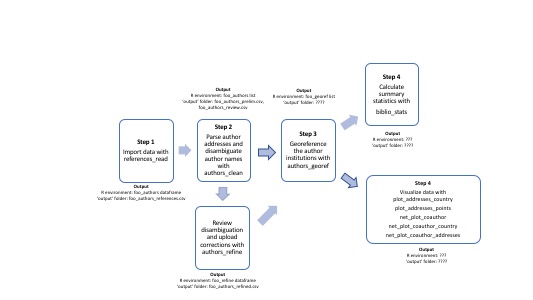 Step 4
Calculate
summary
statistics with
biblio_stats
Output
R environment: ???
'output' folder: ????
Output
R environment: foo_authors list
'output' folder: foo_authors_prelim.csv,
foo_authors_review.csv
Output
R environment: foo_georef list
'output' folder: ????
Step 1
Import data with
references_read
Output
R environment: foo_authors dataframe
'output' folder: foo_authors_references.csv
Step 2
Parse author
addresses and
disambiguate
author names
with
authors_clean
Step 3
Georeference
the author
institutions with
authors_georef
Review
disambiguation
and upload
corrections with
authors_refine
Output
R environment: foo_refine dataframe
'output' folder: foo_authors_refined.csv
Step 4
Visualize data with
plot_addresses_country
plot_addresses_points
net_plot_coauthor
net_plot_coauthor_country
net_plot_coauthor_addresses
Output
R environment: ???
'output' folder: ????